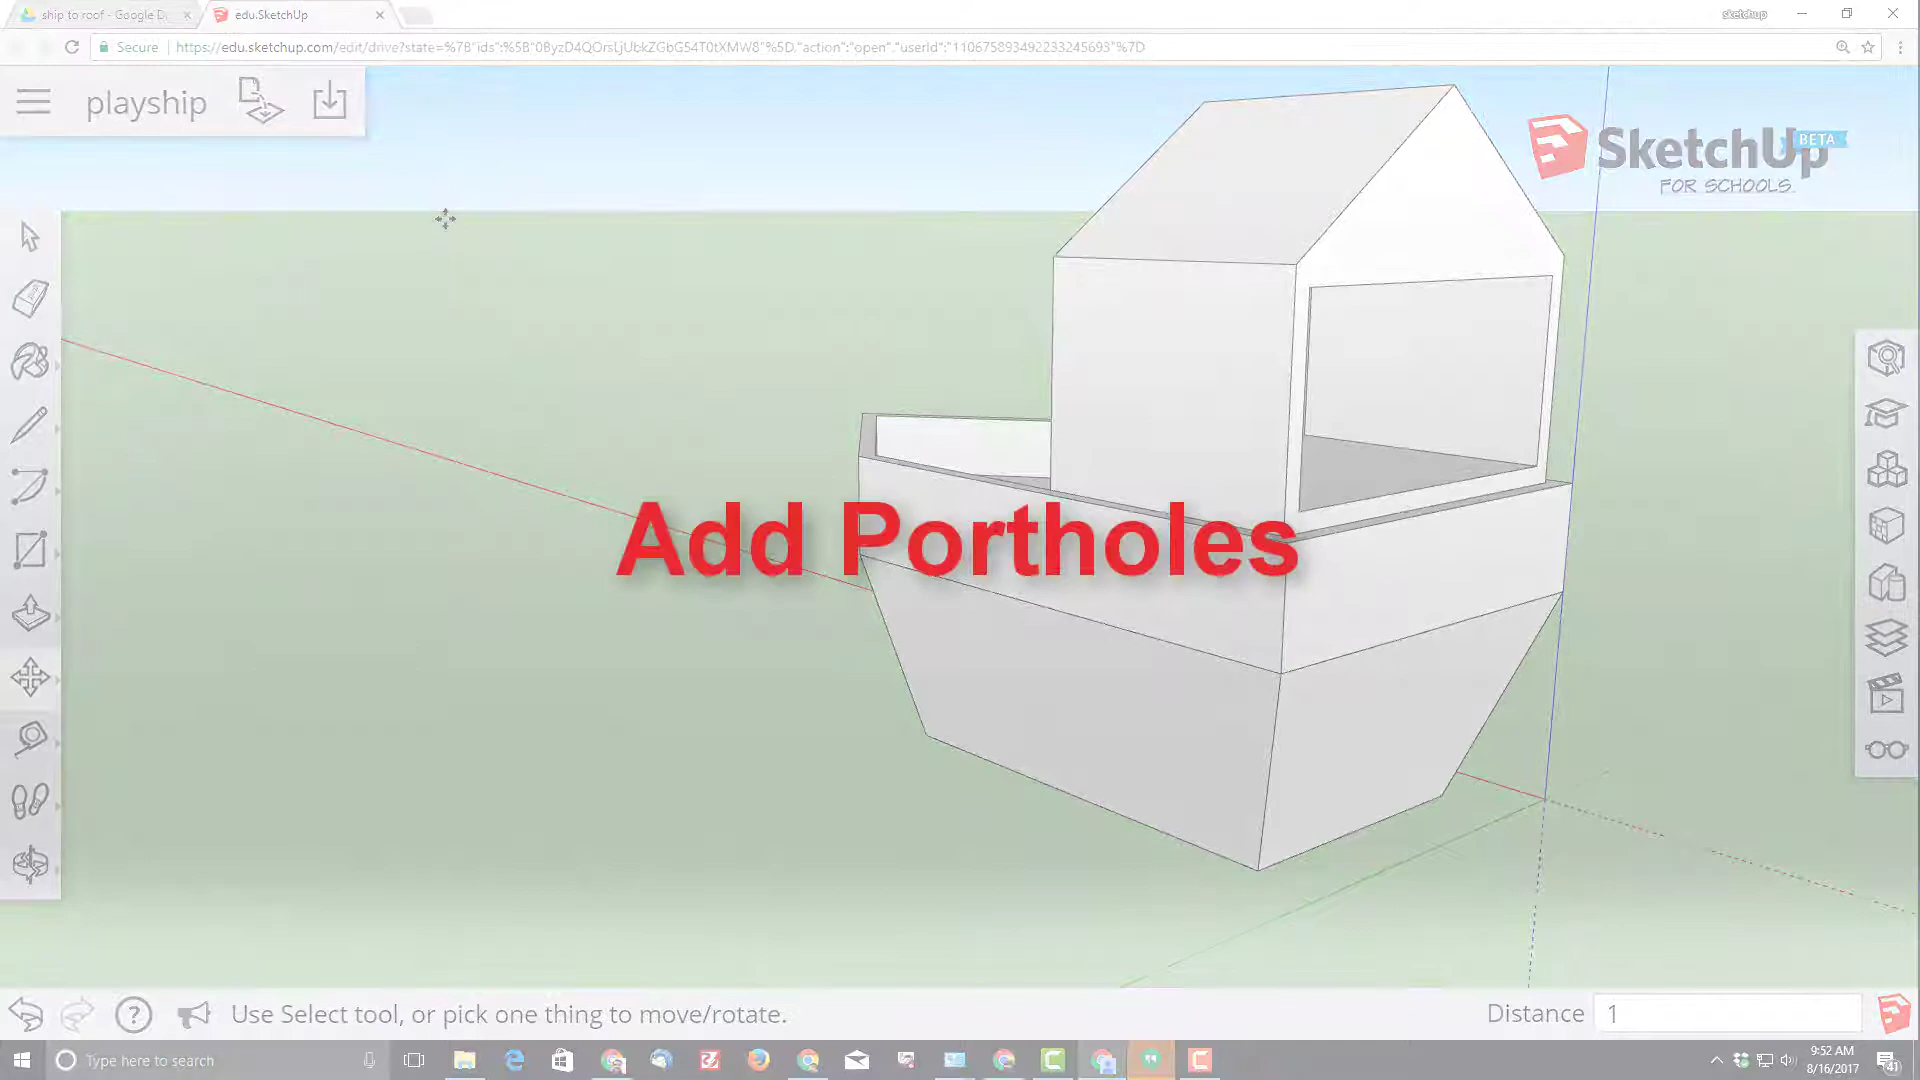 ship to roof - Google D
edu.SketchUp
sketchup
Secure
https://edu.sketchup.com/edit/drive?state=%7B"ids":%5B"0ByzD4QOrsLjUbkZGbG54T0tXMW8"%5D,"action":"open","userId":"110675893492233245693"%7D
playship
SketchUp
BETA
FOR SCHOOLS
Add Portholes
Use Select tool, or pick one thing to move/rotate.
Distance 1
Type here to search
9:52 AM
8/16/2017
41